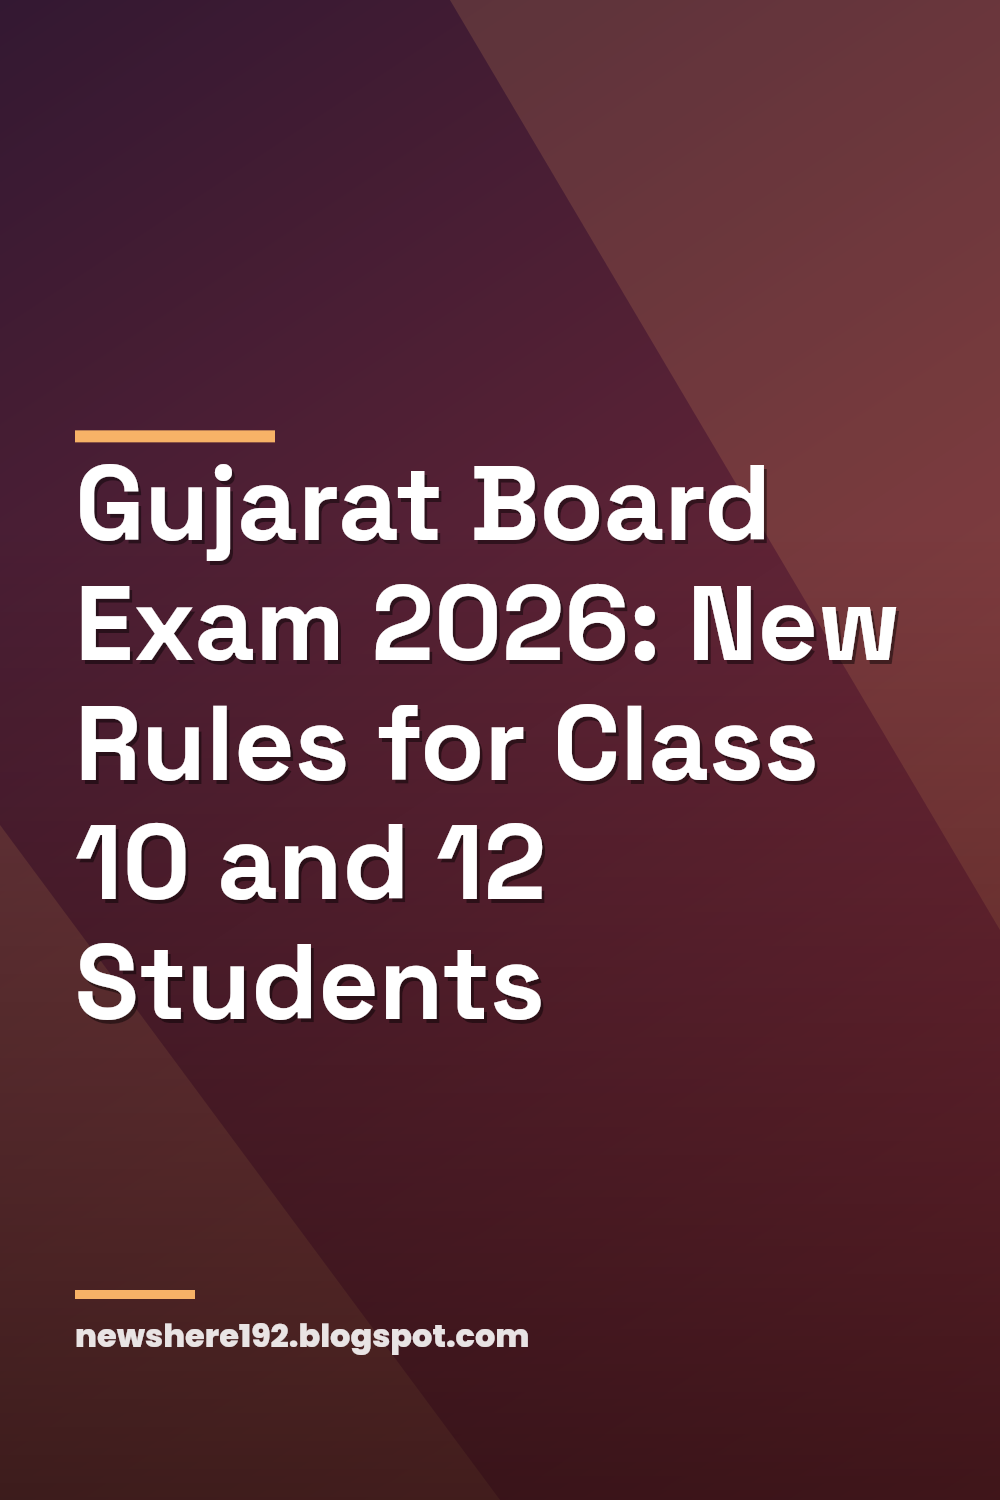 Gujarat Board
Exam 2026: New
Rules for Class
10 and 12
Students
newshere192.blogspot.com